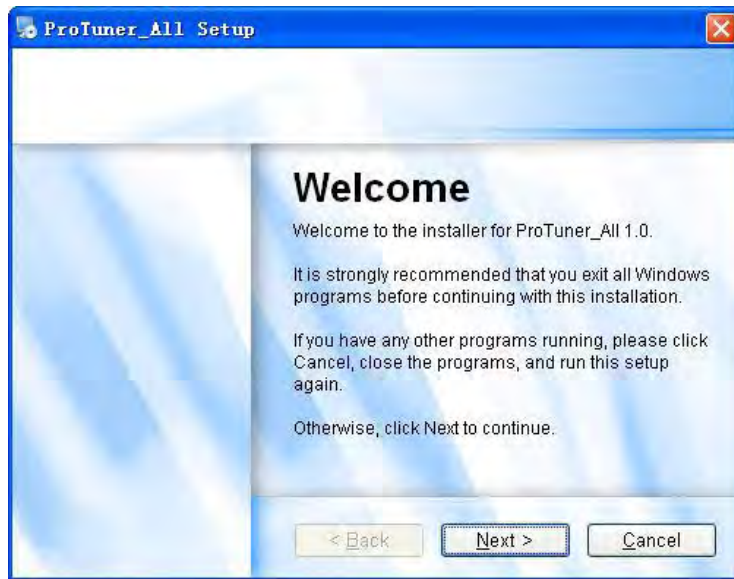 ProTuner_All Setup
Welcome
Welcome to the installer for ProTuner_All 1.0.
It is strongly recommended that you exit all Windows
programs before continuing with this installation.
If you have any other programs running, please click
Cancel, close the programs, and run this setup
again.
Otherwise, click Next to continue.
< Back
Next >
Cancel